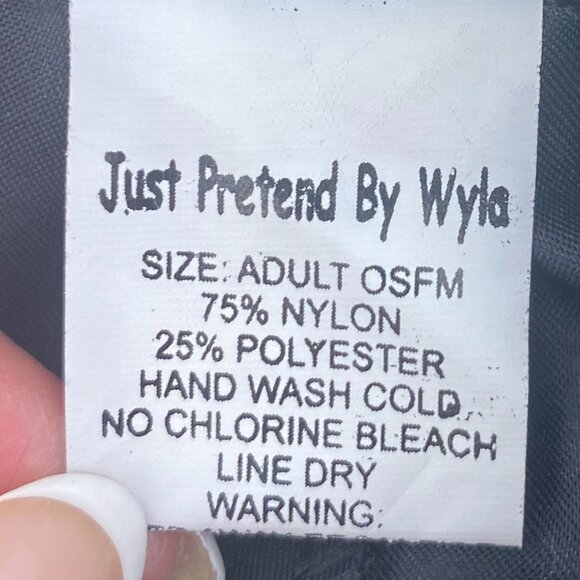 Just Pretend By Wyla
SIZE: ADULT OSFM
75% NYLON
25% POLYESTER
HAND WASH COLD
NO CHLORINE BLEACH
LINE DRY
WARNING: